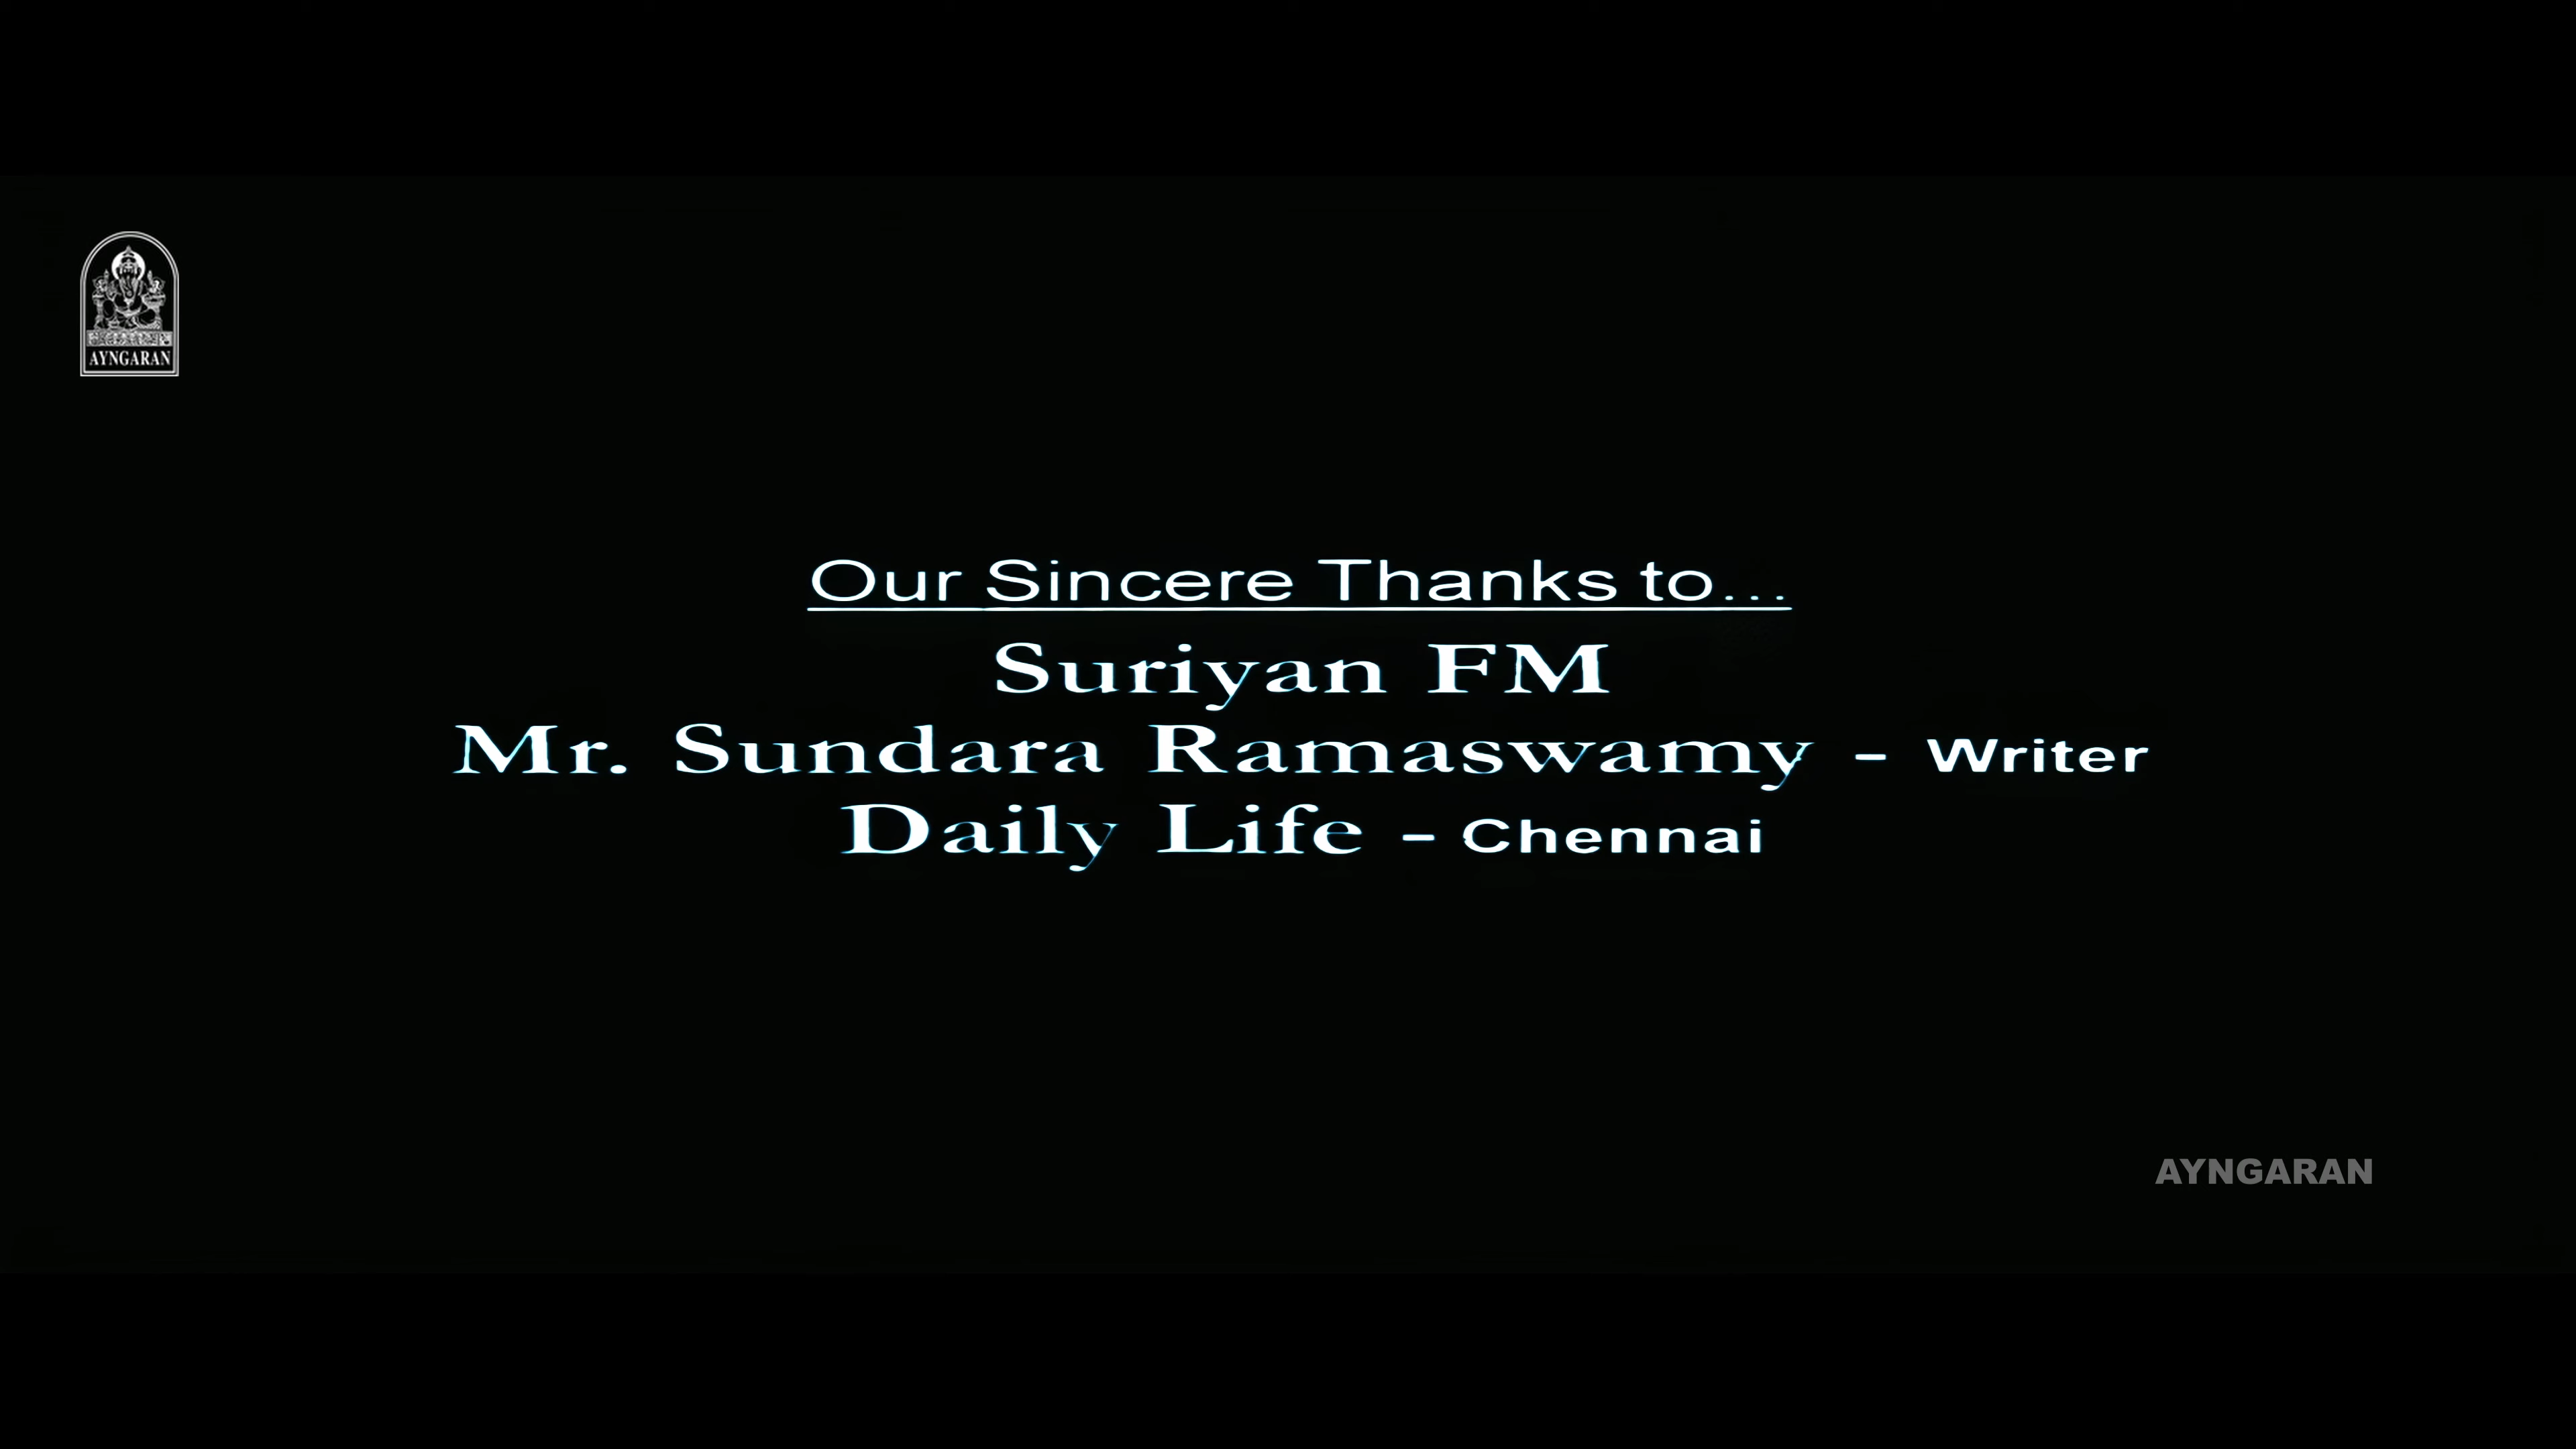 AYNGARAN
Our Sincere Thanks to...
Suriyan FM
Mr. Sundara Ramaswamy - Writer
Daily Life - Chennai
AYNGARAN